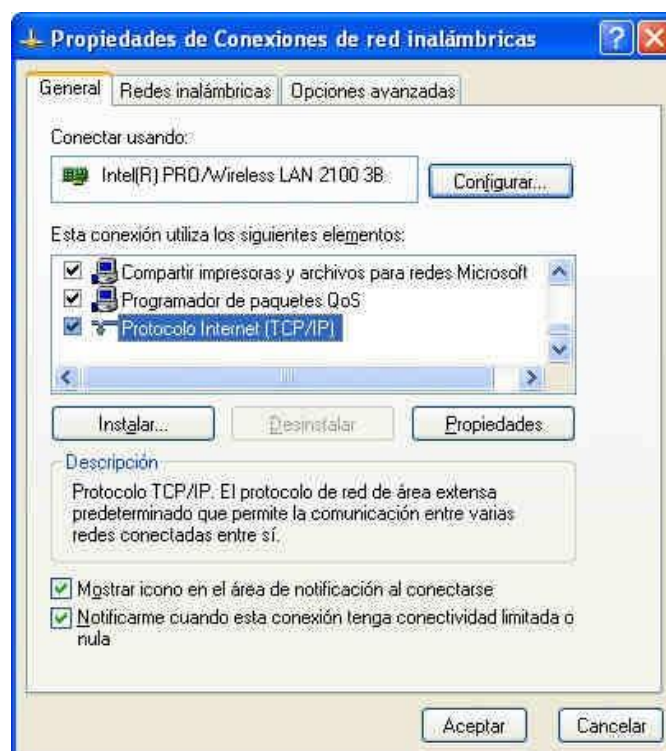 Propiedades de Conexiones de red inalámbricas
General
Redes inalámbricas
Opciones avanzadas
Conectar usando:
Intel(R) PRO/Wireless LAN 2100 3B
Configurar...
Esta conexión utiliza los siguientes elementos:
Compartir impresoras y archivos para redes Microsoft
Programador de paquetes QoS
Protocolo Internet (TCP/IP)
Instalar...
Desinstalar
Propiedades
Descripción
Protocolo TCP/IP. El protocolo de red de área extensa
predeterminado que permite la comunicación entre varias
redes conectadas entre sí.
Mostrar icono en el área de notificación al conectarse
Notificarme cuando esta conexión tenga conectividad limitada o
nula
Aceptar
Cancelar